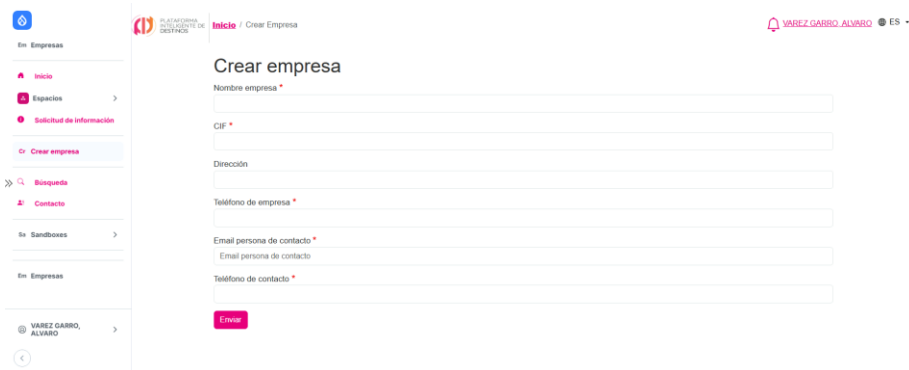 Em Empresas
Inicio
Espacios
Solicitud de información
Cr Crear empresa
Búsqueda
Contacto
Sa Sandboxes
Em Empresas
VAREZ GARRO,
ALVARO
PLATAFORMA
INTELIGENTE DE
DESTINOS
Inicio / Crear Empresa
VAREZ GARRO, ALVARO ES
Crear empresa
Nombre empresa *
CIF *
Dirección
Teléfono de empresa *
Email persona de contacto *
Email persona de contacto
Teléfono de contacto *
Enviar